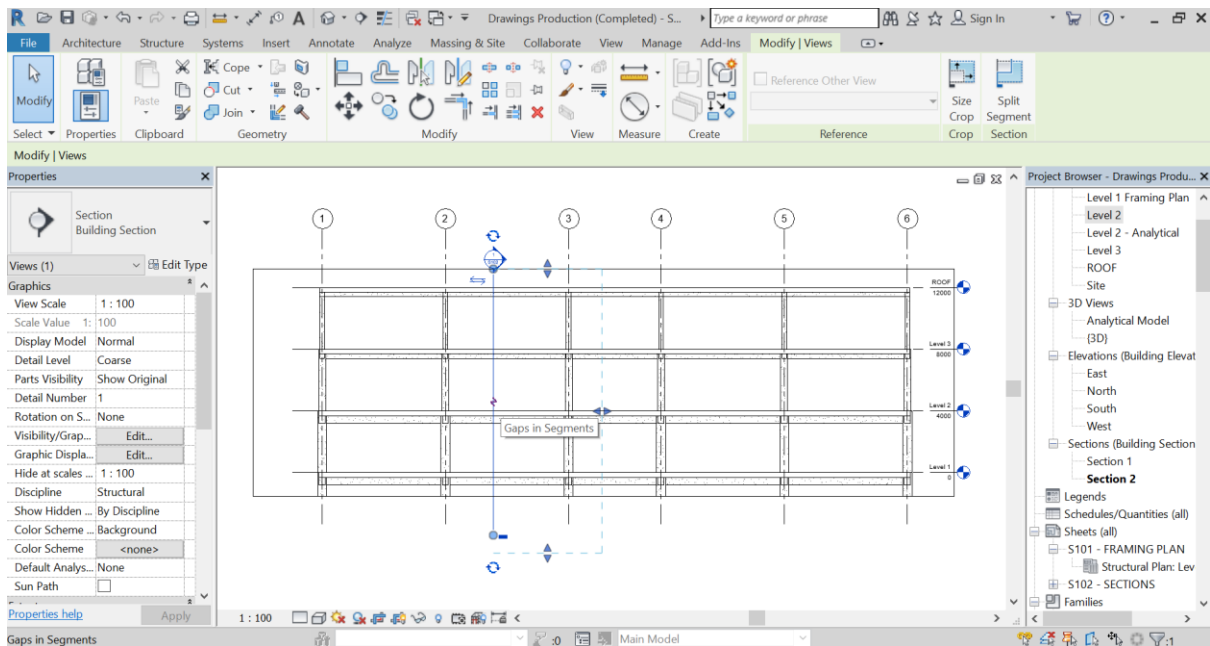 R Drawings Production (Completed) - S... Type a keyword or phrase Sign In
File Architecture Structure Systems Insert Annotate Analyze Massing & Site Collaborate View Manage Add-Ins Modify | Views
Cope
Reference Other View
Modify Paste Cut Size Split
Join Crop Segment
Select Properties Clipboard Geometry Modify View Measure Create Reference Crop Section
Modify | Views
Properties
Section
Building Section
Views (1) Edit Type
Graphics
View Scale 1 : 100
Scale Value 1: 100
Display Model Normal
Detail Level Coarse
Parts Visibility Show Original
Detail Number 1
Rotation on S... None
Visibility/Grap... Edit...
Graphic Displa... Edit...
Hide at scales ... 1 : 100
Discipline Structural
Show Hidden ... By Discipline
Color Scheme ... Background
Color Scheme <none>
Default Analys... None
Sun Path
Properties help Apply
1 2 3 4 5 6
ROOF
12000
Level 3
8000
Level 2
4000
Gaps in Segments
Level 1
0
1 : 100
Project Browser - Drawings Produ...
Level 1 Framing Plan
Level 2
Level 2 - Analytical
Level 3
ROOF
Site
3D Views
Analytical Model
{3D}
Elevations (Building Elevat
East
North
South
West
Sections (Building Section
Section 1
Section 2
Legends
Schedules/Quantities (all)
Sheets (all)
S101 - FRAMING PLAN
Structural Plan: Lev
S102 - SECTIONS
Families
Gaps in Segments :0 Main Model :1